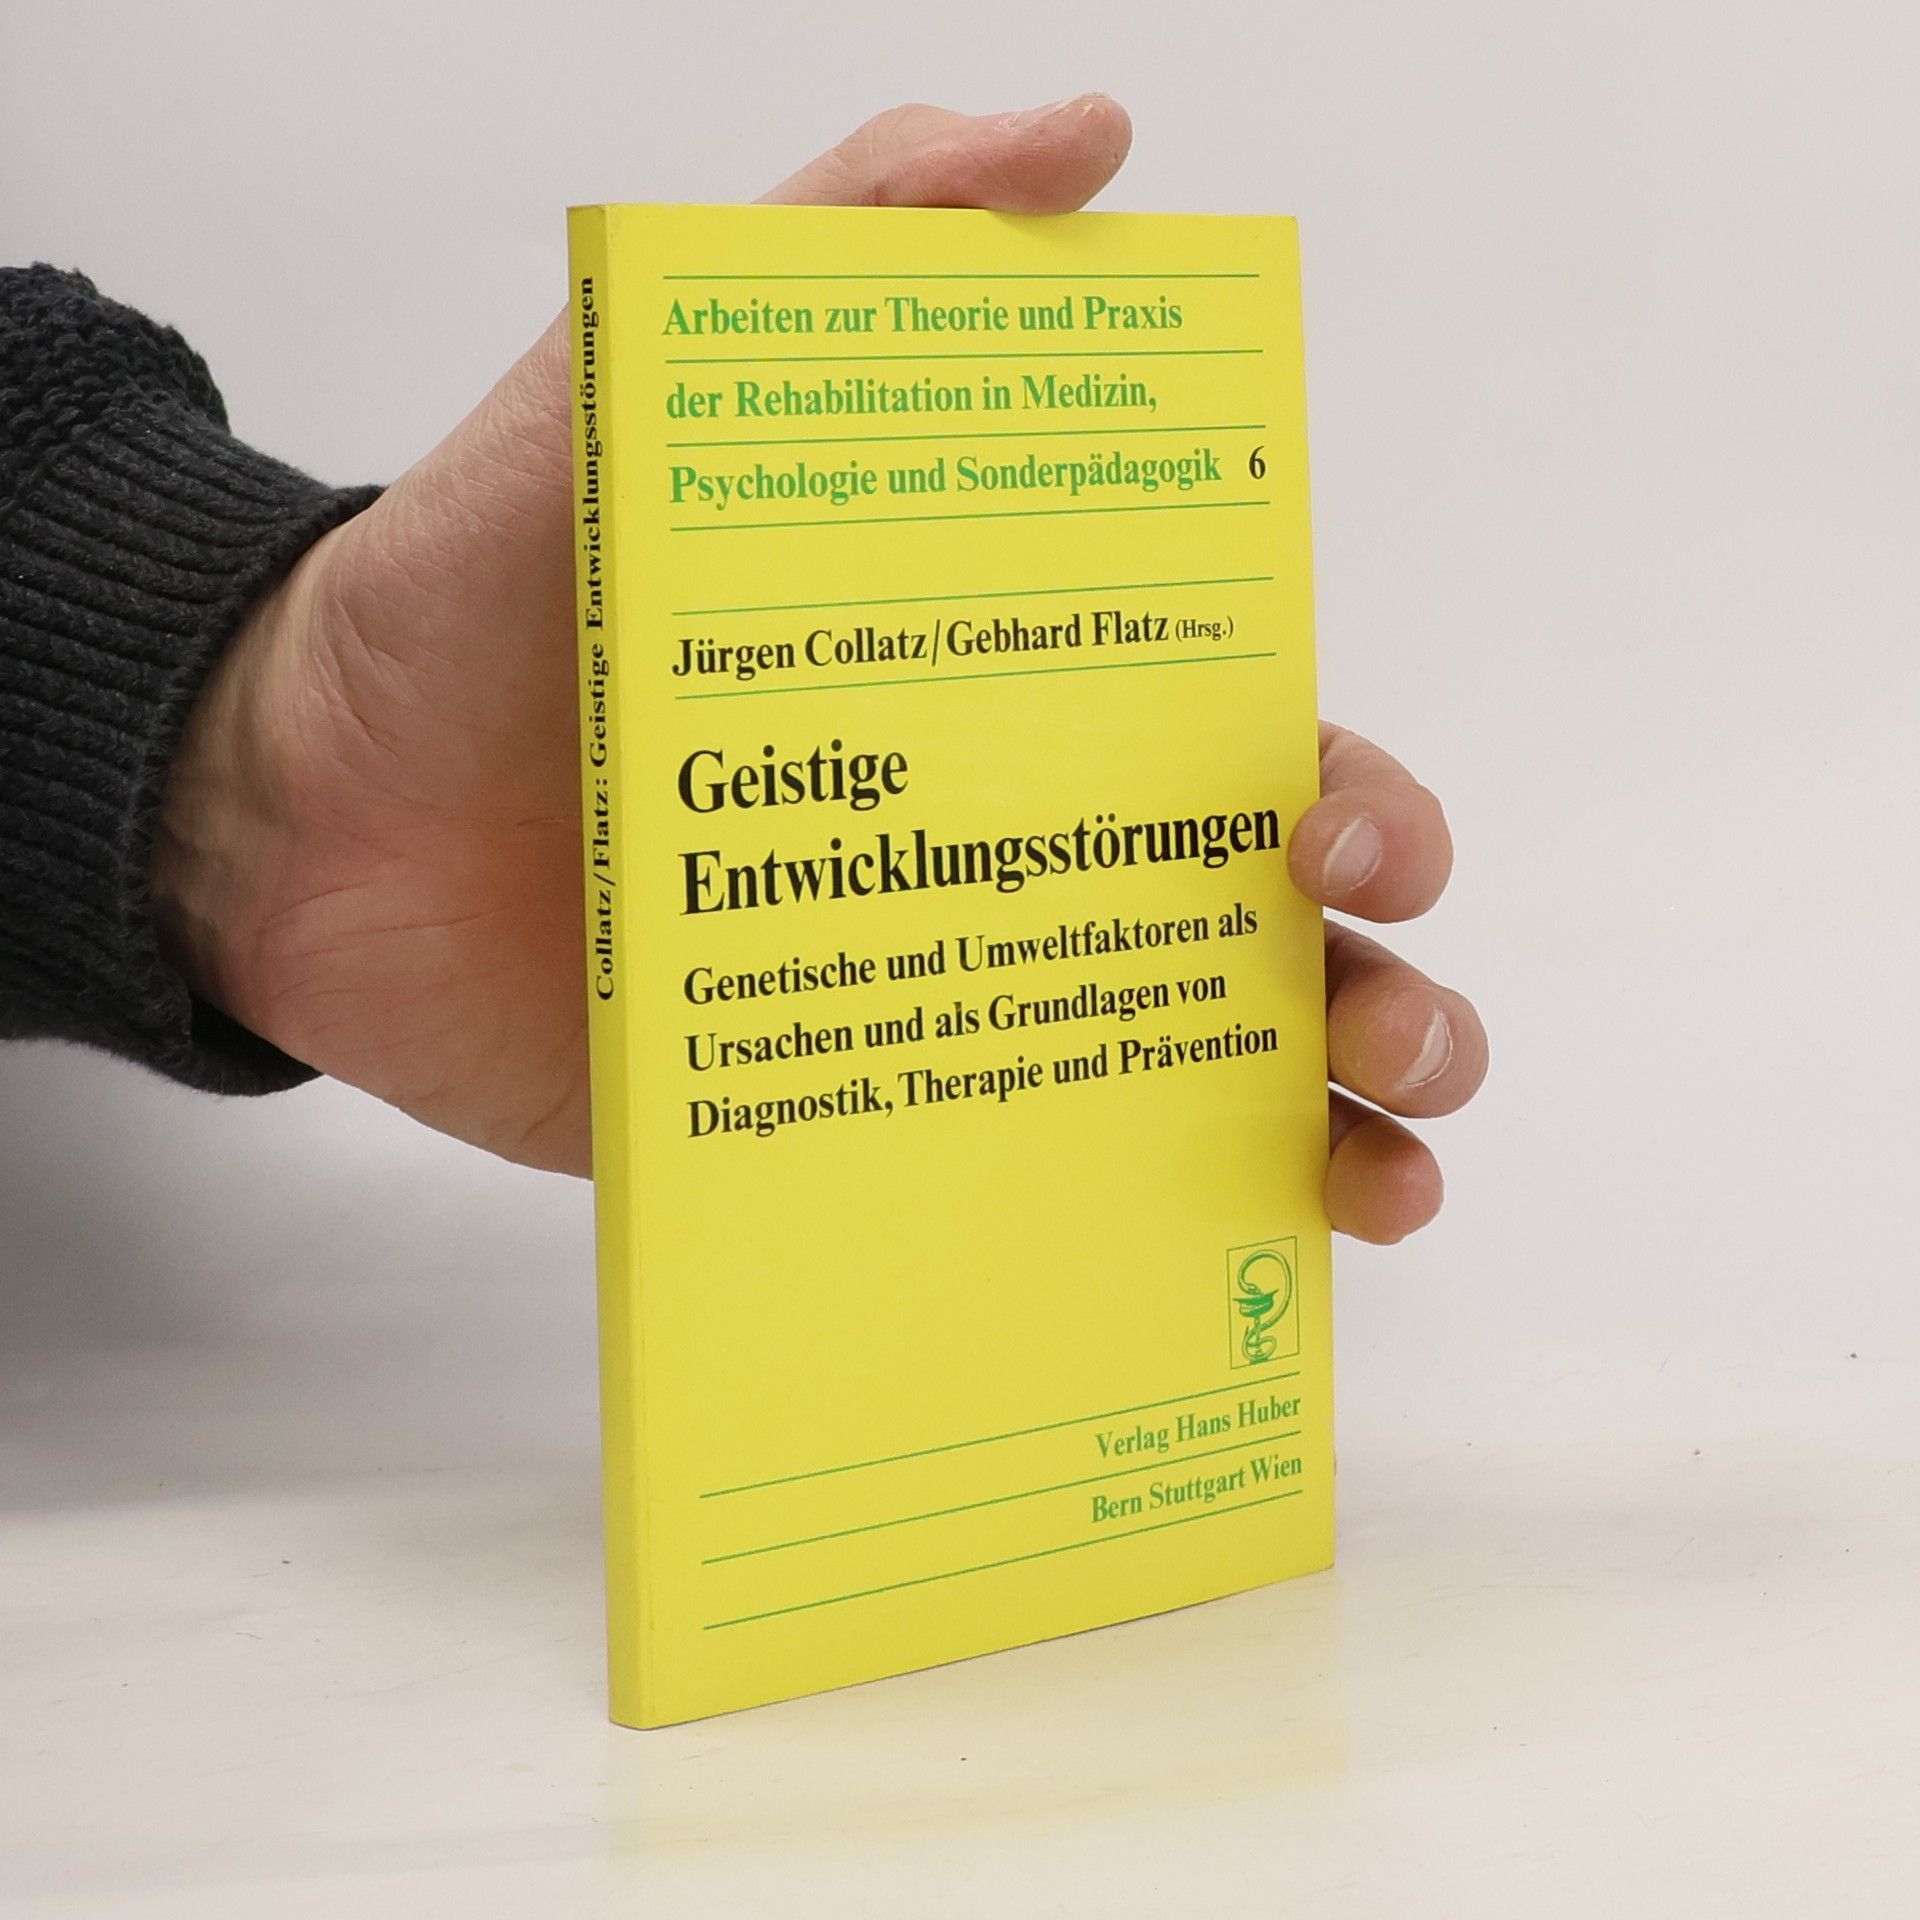 Collatz/Flatz: Geistige Entwicklungsstörungen
Arbeiten zur Theorie und Praxis
der Rehabilitation in Medizin,
Psychologie und Sonderpädagogik 6
Jürgen Collatz/Gebhard Flatz (Hrsg.)
Geistige
Entwicklungsstörungen
Genetische und Umweltfaktoren als
Ursachen und als Grundlagen von
Diagnostik, Therapie und Prävention
Verlag Hans Huber
Bern Stuttgart Wien